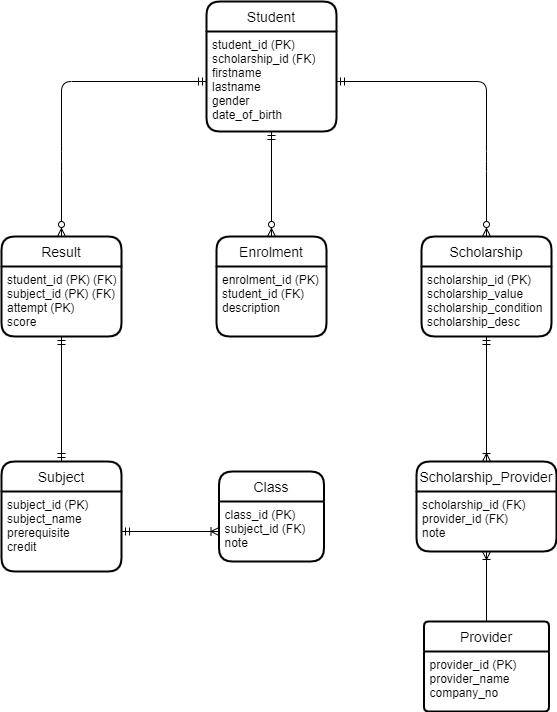 Student
student_id (PK)
scholarship_id (FK)
firstname
lastname
gender
date_of_birth
Result
student_id (PK) (FK)
subject_id (PK) (FK)
attempt (PK)
score
Enrolment
enrolment_id (PK)
student_id (FK)
description
Scholarship
scholarship_id (PK)
scholarship_value
scholarship_condition
scholarship_desc
Subject
subject_id (PK)
subject_name
prerequisite
credit
Class
class_id (PK)
subject_id (FK)
note
Scholarship_Provider
scholarship_id (FK)
provider_id (FK)
note
Provider
provider_id (PK)
provider_name
company_no